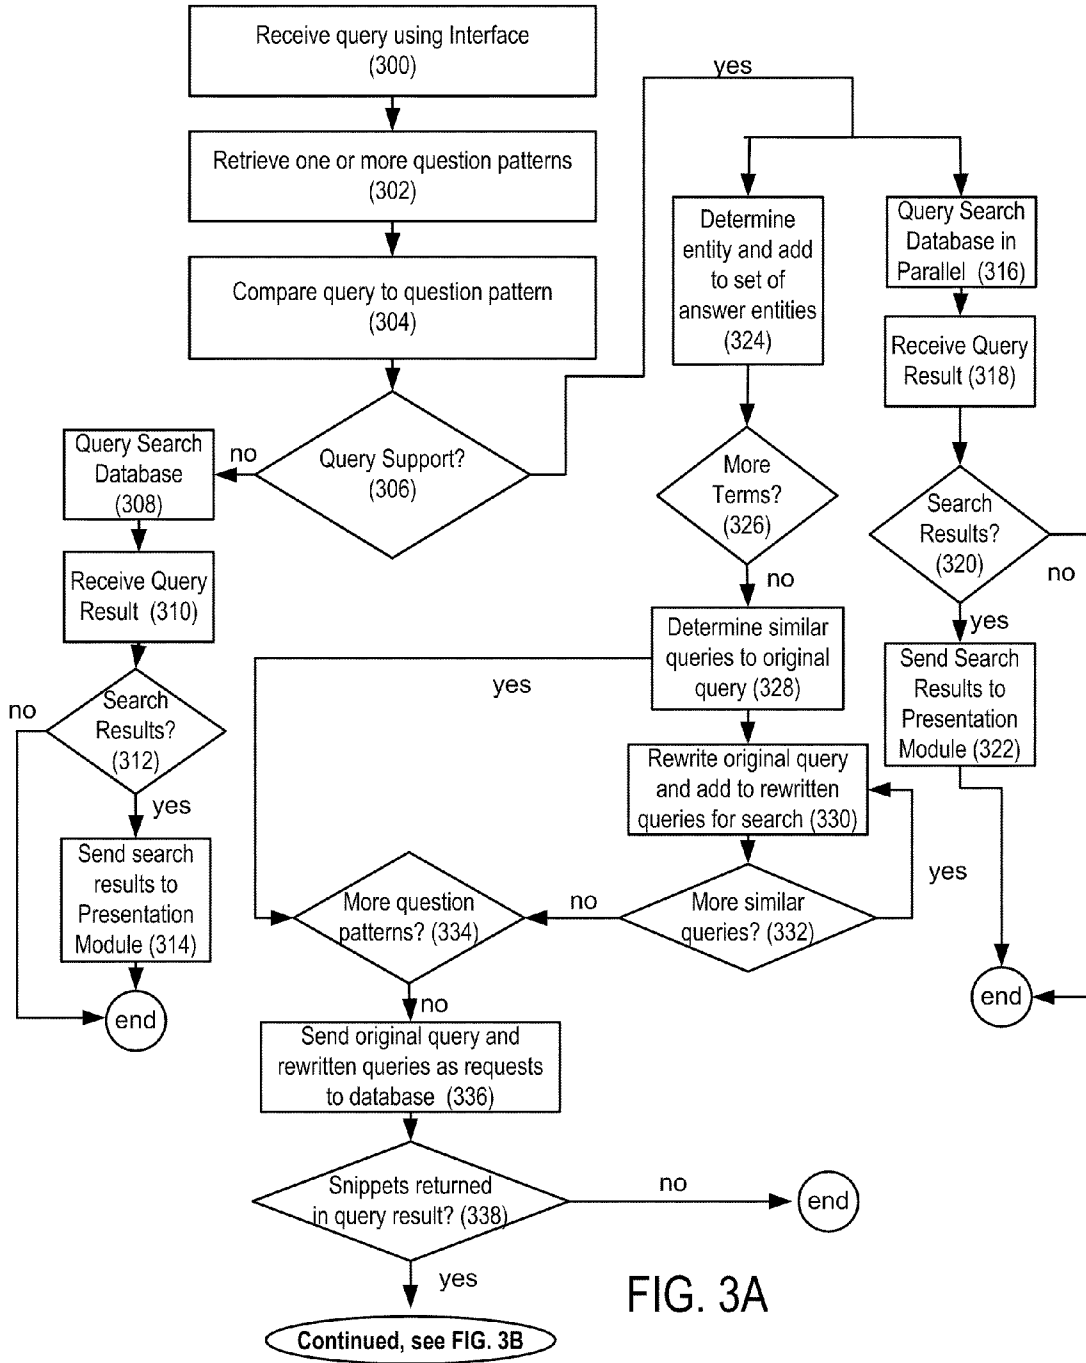 Receive query using Interface
(300)
Retrieve one or more question patterns
(302)
Compare query to question pattern
(304)
Query Support?
(306)
no
yes
Query Search
Database
(308)
Receive Query
Result (310)
Search
Results?
(312)
no
yes
Send search
results to
Presentation
Module (314)
end
Determine
entity and add
to set of
answer entities
(324)
More
Terms?
(326)
no
Determine similar
queries to original
query (328)
yes
Rewrite original query
and add to rewritten
queries for search (330)
More similar
queries? (332)
yes
no
Query Search
Database in
Parallel (316)
Receive Query
Result (318)
Search
Results?
(320)
no
yes
Send Search
Results to
Presentation
Module (322)
end
More question
patterns? (334)
no
Send original query and
rewritten queries as requests
to database (336)
Snippets returned
in query result? (338)
no
end
yes
Continued, see FIG. 3B
FIG. 3A